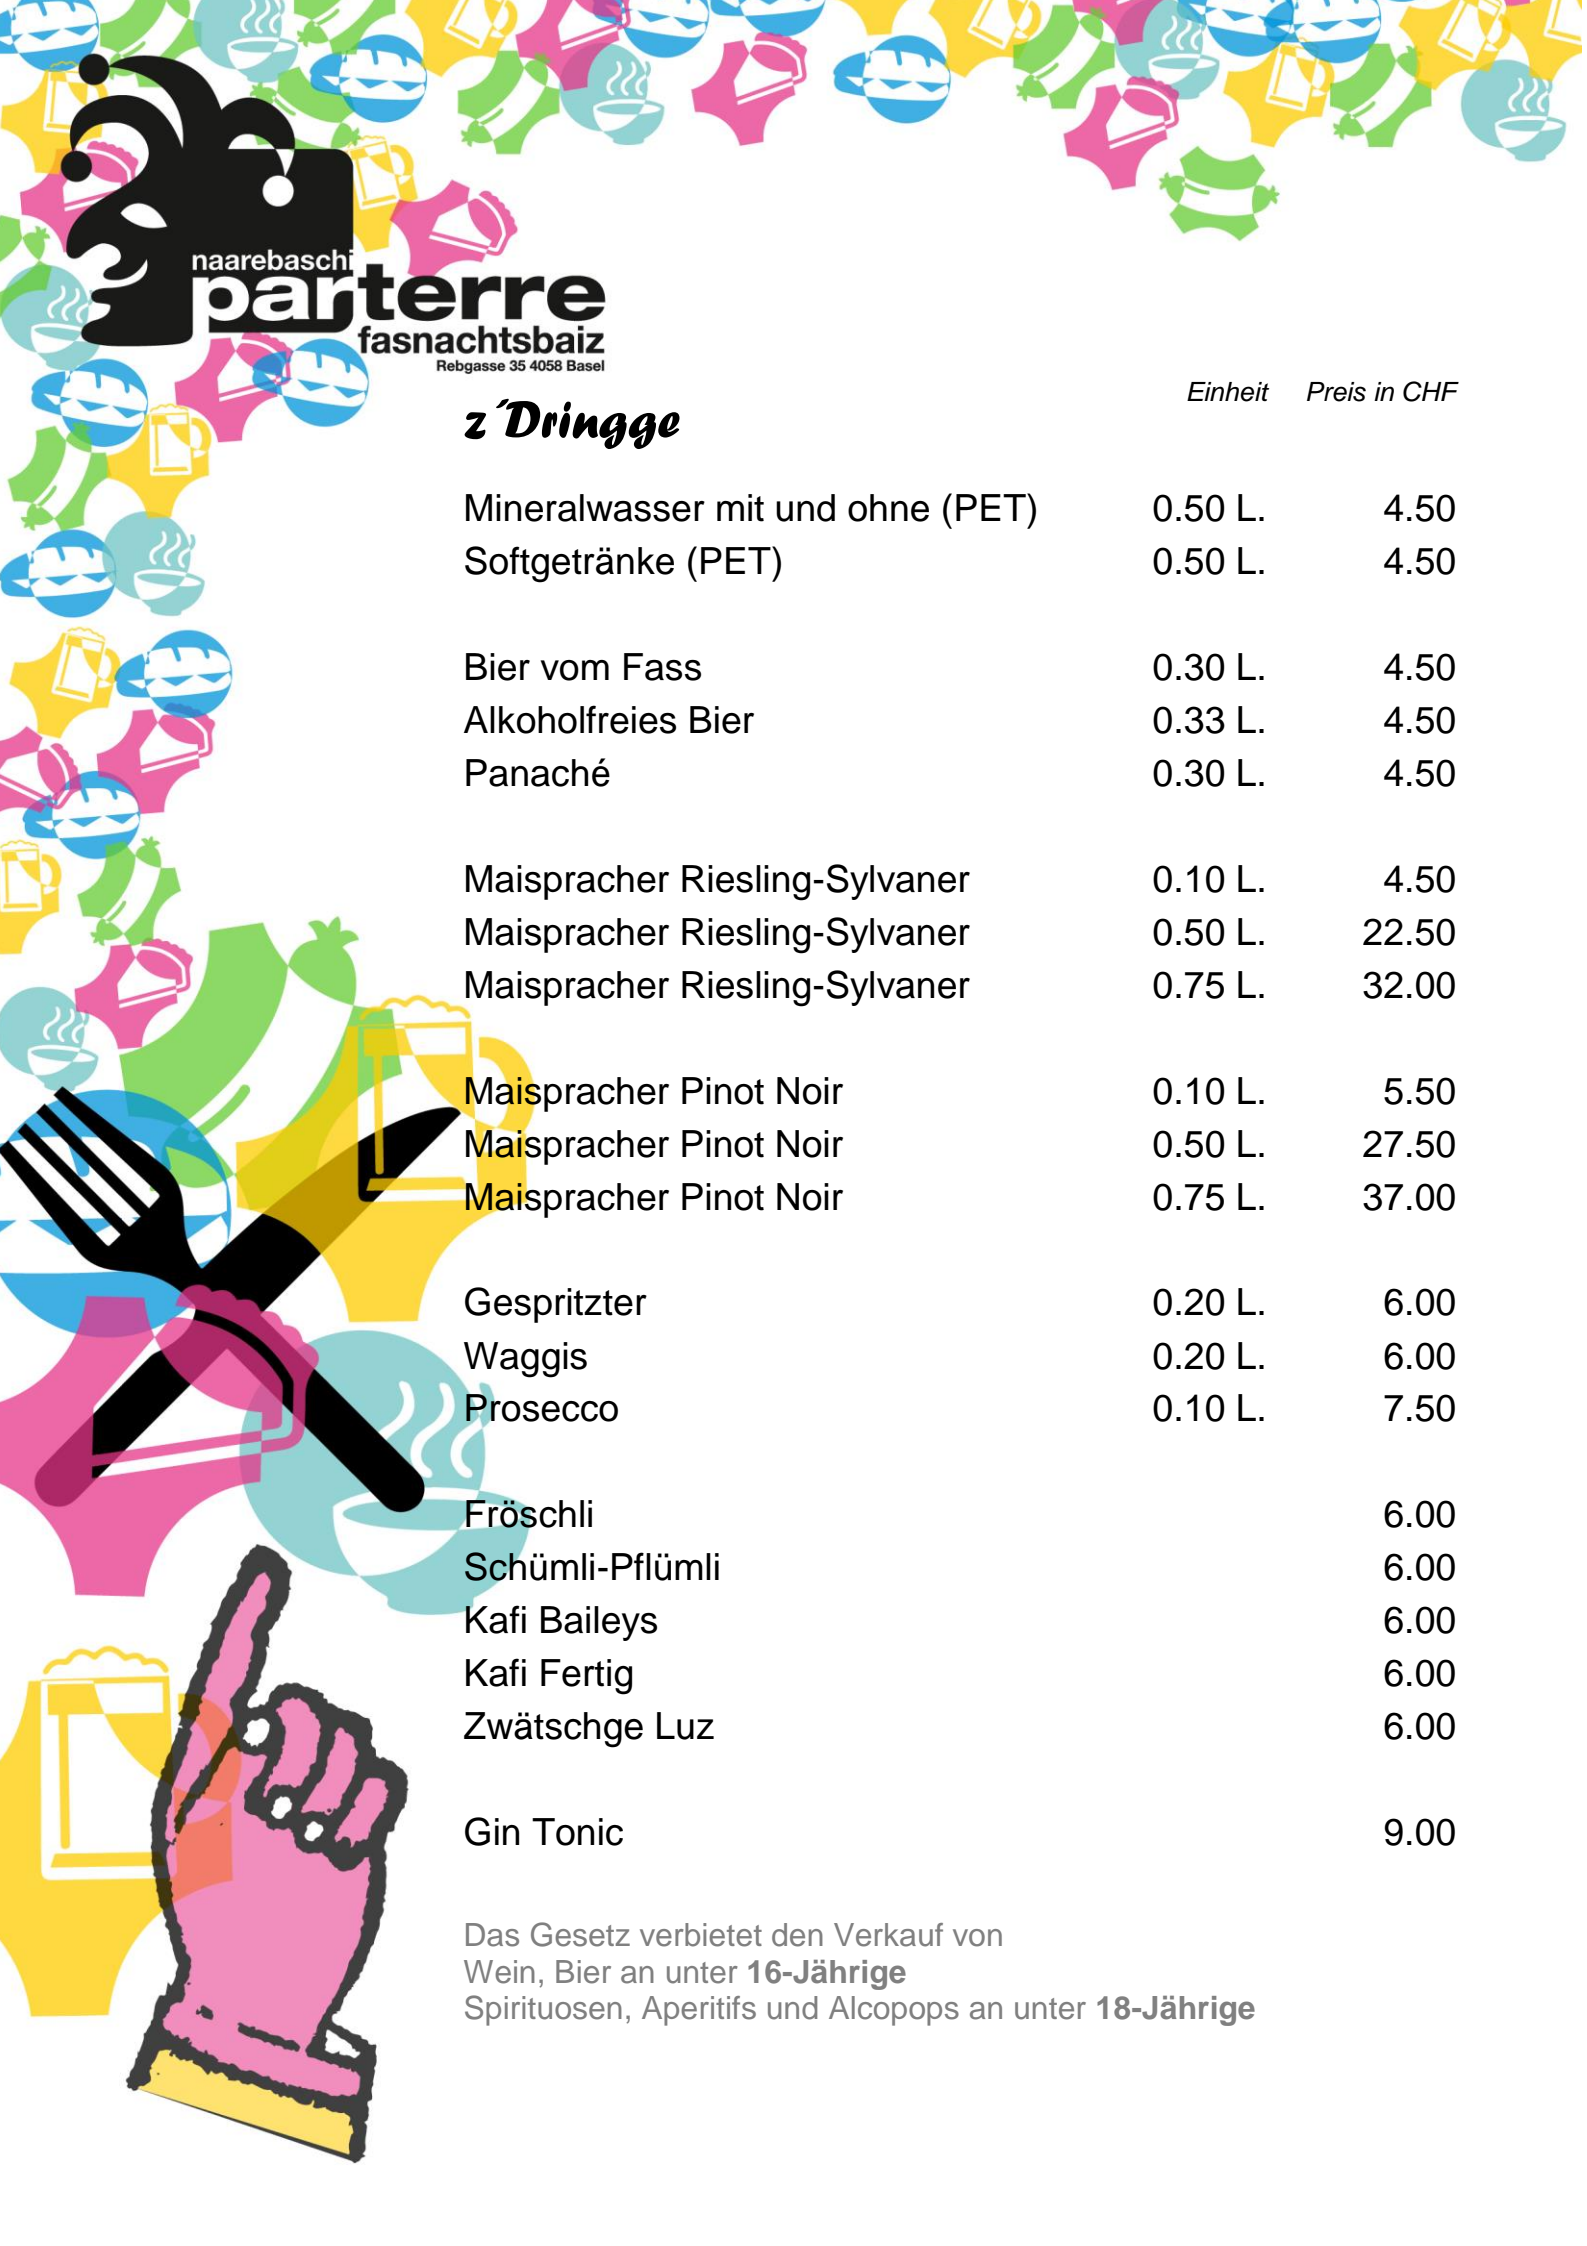 naarebaschi
parterre
fasnachtsbaiz
Rebgasse 35 4058 Basel
Einheit Preis in CHF
z´Dringge
Mineralwasser mit und ohne (PET) 0.50 L. 4.50
Softgetränke (PET) 0.50 L. 4.50
Bier vom Fass 0.30 L. 4.50
Alkoholfreies Bier 0.33 L. 4.50
Panaché 0.30 L. 4.50
Maispracher Riesling-Sylvaner 0.10 L. 4.50
Maispracher Riesling-Sylvaner 0.50 L. 22.50
Maispracher Riesling-Sylvaner 0.75 L. 32.00
Maispracher Pinot Noir 0.10 L. 5.50
Maispracher Pinot Noir 0.50 L. 27.50
Maispracher Pinot Noir 0.75 L. 37.00
Gespritzter 0.20 L. 6.00
Waggis 0.20 L. 6.00
Prosecco 0.10 L. 7.50
Fröschli 6.00
Schümli-Pflümli 6.00
Kafi Baileys 6.00
Kafi Fertig 6.00
Zwätschge Luz 6.00
Gin Tonic 9.00
Das Gesetz verbietet den Verkauf von
Wein, Bier an unter 16-Jährige
Spirituosen, Aperitifs und Alcopops an unter 18-Jährige